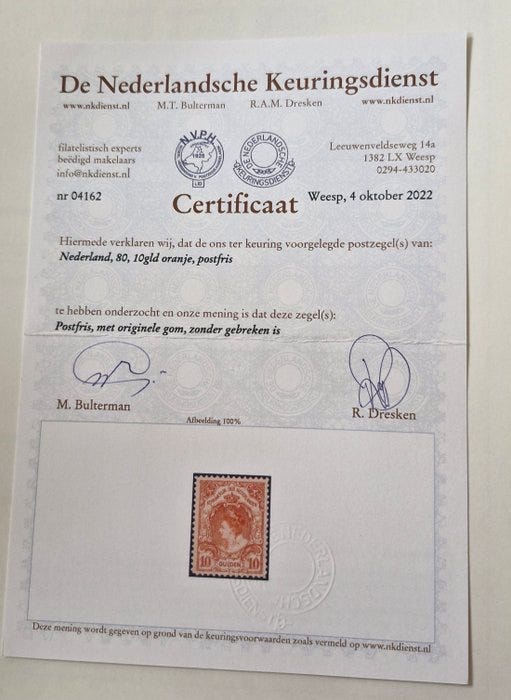 De Nederlandsche Keuringsdienst
www.nkdienst.nl M.T. Bulterman R.A.M. Dresken www.nkdienst.nl
filatelistisch experts
beëdigd makelaars
info@nkdienst.nl
N.V.P.H.
1928
LID
DE NEDERLANDSCHE KEURINGSDIENST
Leeuwenveldseweg 14a
1382 LX Weesp
0294-433020
nr 04162
Certificaat
Weesp, 4 oktober 2022
Hiermede verklaren wij, dat de ons ter keuring voorgelegde postzegel(s) van:
Nederland, 80, 10gld oranje, postfris
te hebben onderzocht en onze mening is dat deze zegel(s):
Postfris, met originele gom, zonder gebreken is
M. Bulterman
R. Dresken
Afbeelding 100%
10 GULDEN 10
Deze mening wordt gegeven op grond van de keuringsvoorwaarden zoals vermeld op www.nkdienst.nl